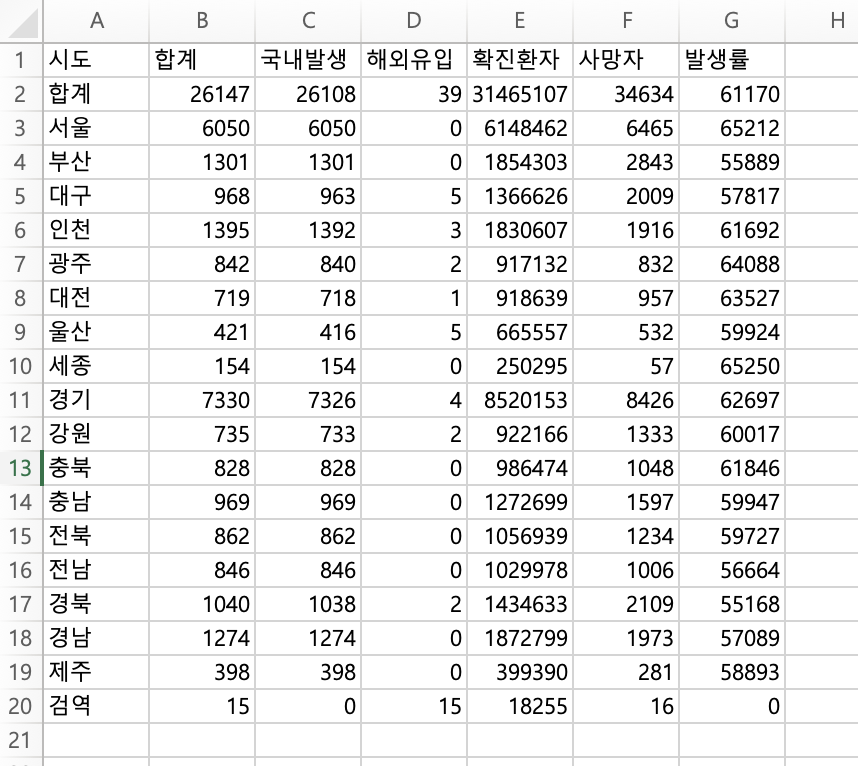 A B C D E F G H
1 시도 합계 국내발생 해외유입 확진환자 사망자 발생률
2 합계 26147 26108 39 31465107 34634 61170
3 서울 6050 6050 0 6148462 6465 65212
4 부산 1301 1301 0 1854303 2843 55889
5 대구 968 963 5 1366626 2009 57817
6 인천 1395 1392 3 1830607 1916 61692
7 광주 842 840 2 917132 832 64088
8 대전 719 718 1 918639 957 63527
9 울산 421 416 5 665557 532 59924
10 세종 154 154 0 250295 57 65250
11 경기 7330 7326 4 8520153 8426 62697
12 강원 735 733 2 922166 1333 60017
13 충북 828 828 0 986474 1048 61846
14 충남 969 969 0 1272699 1597 59947
15 전북 862 862 0 1056939 1234 59727
16 전남 846 846 0 1029978 1006 56664
17 경북 1040 1038 2 1434633 2109 55168
18 경남 1274 1274 0 1872799 1973 57089
19 제주 398 398 0 399390 281 58893
20 검역 15 0 15 18255 16 0
21